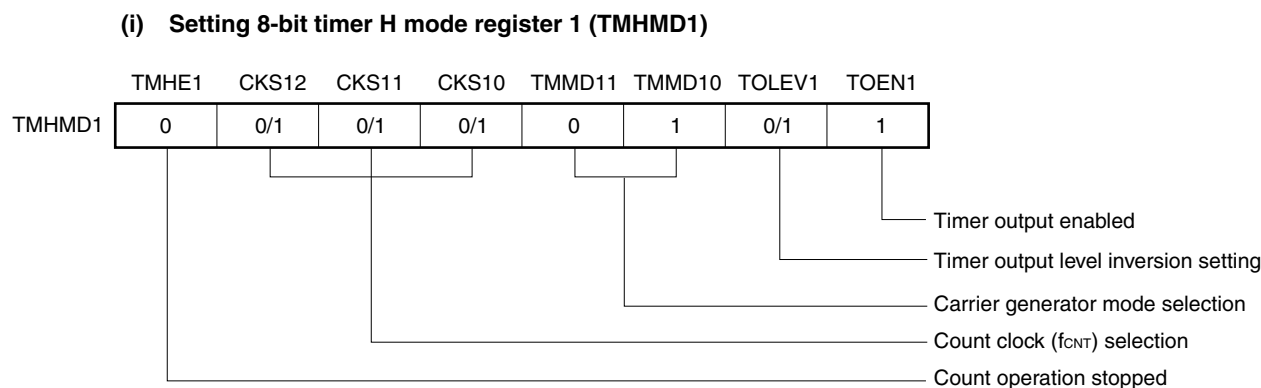 (i) Setting 8-bit timer H mode register 1 (TMHMD1)
TMHE1 CKS12 CKS11 CKS10 TMMD11 TMMD10 TOLEV1 TOEN1
TMHMD1 0 0/1 0/1 0/1 0 1 0/1 1
Timer output enabled
Timer output level inversion setting
Carrier generator mode selection
Count clock (fCNT) selection
Count operation stopped